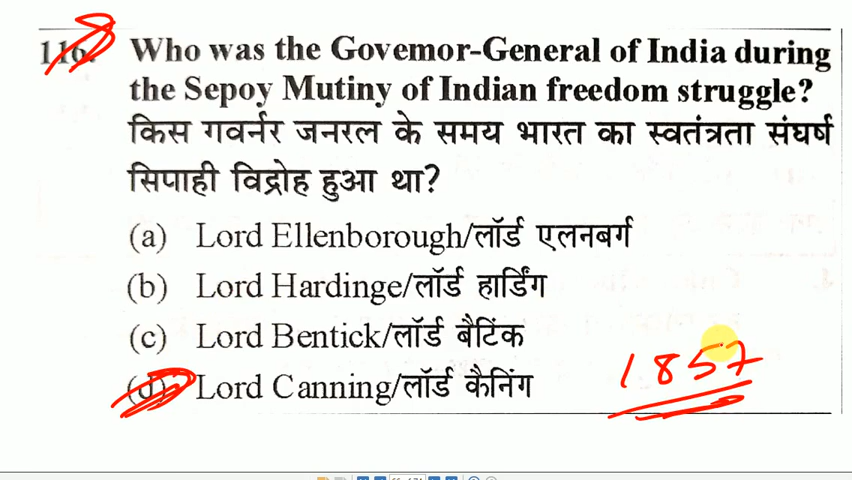 116. Who was the Govemor-General of India during
the Sepoy Mutiny of Indian freedom struggle?
किस गवर्नर जनरल के समय भारत का स्वतंत्रता संघर्ष
सिपाही विद्रोह हुआ था?
(a) Lord Ellenborough/लॉर्ड एलनबर्ग
(b) Lord Hardinge/लॉर्ड हार्डिंग
(c) Lord Bentick/लॉर्ड बैटिंक
(d) Lord Canning/लॉर्ड कैनिंग
1857